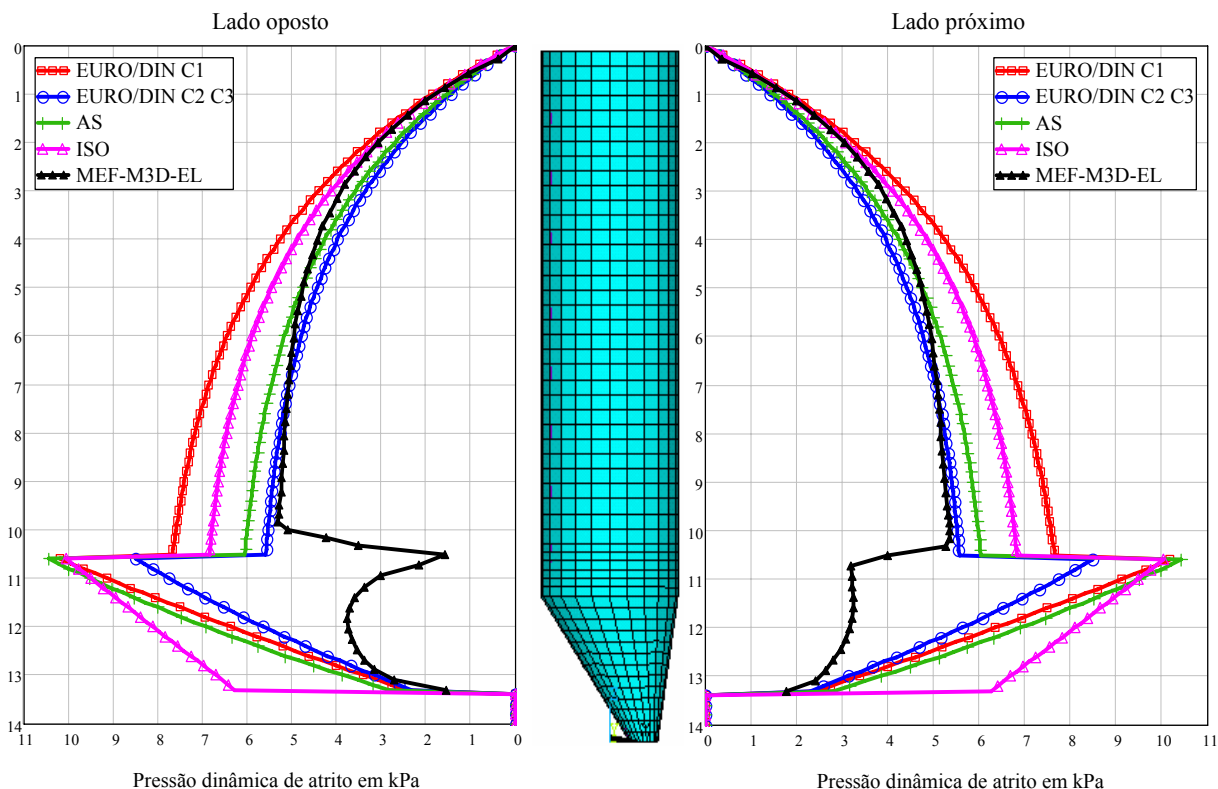 Lado oposto
Lado próximo
EURO/DIN C1
EURO/DIN C2 C3
AS
ISO
MEF-M3D-EL
EURO/DIN C1
EURO/DIN C2 C3
AS
ISO
MEF-M3D-EL
0
1
2
3
4
5
6
7
8
9
10
11
12
13
14
11 10 9 8 7 6 5 4 3 2 1 0
0
1
2
3
4
5
6
7
8
9
10
11
12
13
14
0 1 2 3 4 5 6 7 8 9 10 11
Pressão dinâmica de atrito em kPa
Pressão dinâmica de atrito em kPa